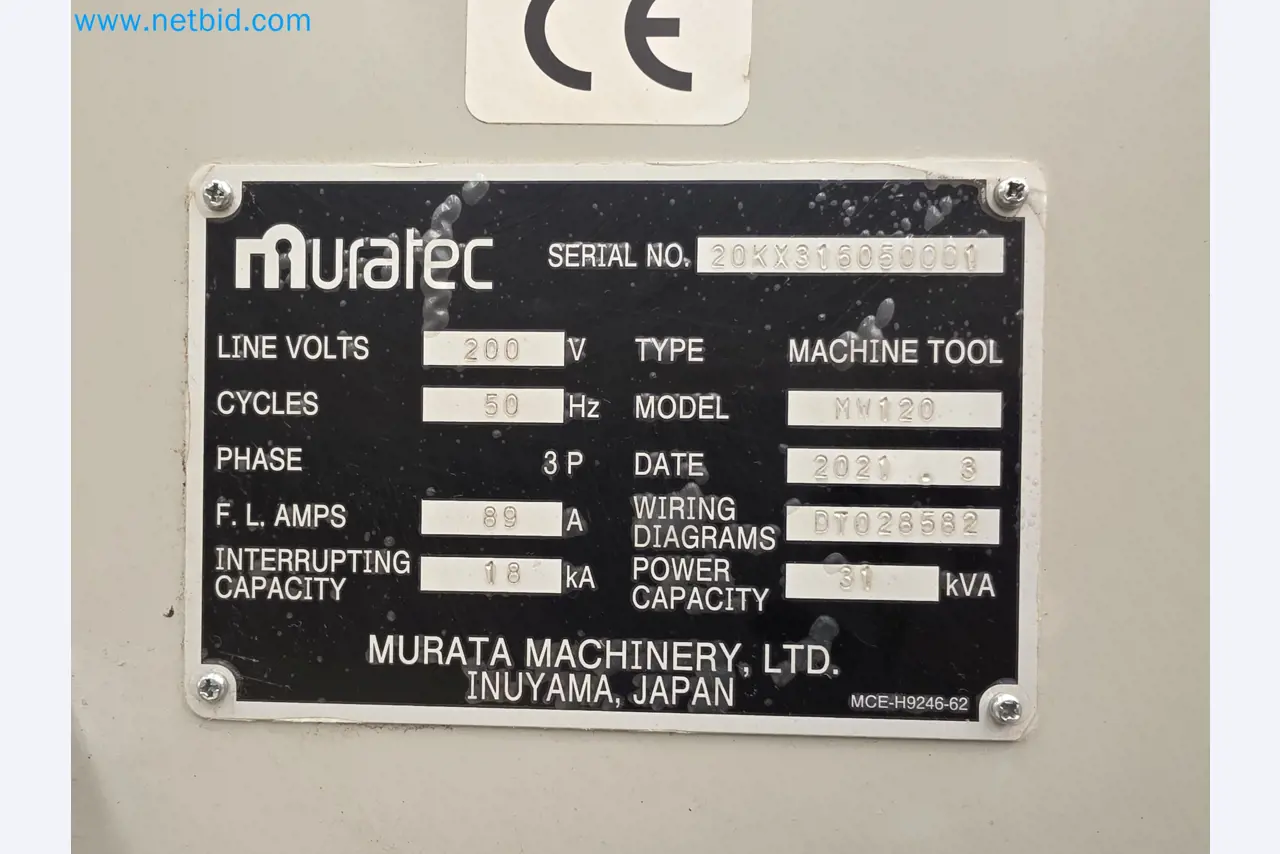 www.netbid.com
CE
muratec SERIAL NO. 20KX316050001
LINE VOLTS 200 V TYPE MACHINE TOOL
CYCLES 50 Hz MODEL MW120
PHASE 3 P DATE 2021 . 3
F. L. AMPS 89 A WIRING DIAGRAMS DT028582
INTERRUPTING CAPACITY 18 kA POWER CAPACITY 31 kVA
MURATA MACHINERY, LTD.
INUYAMA, JAPAN
MCE-H9246-62